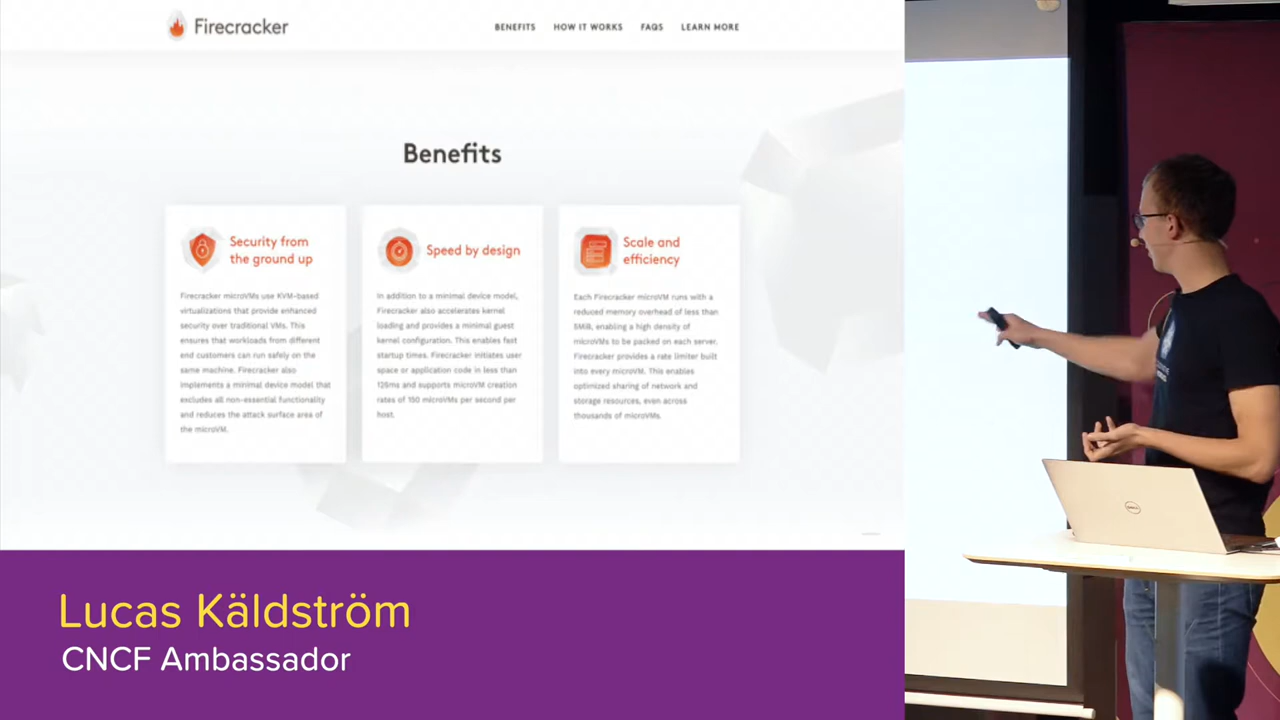 Firecracker
BENEFITS HOW IT WORKS FAQS LEARN MORE
Benefits
Security from
the ground up
Firecracker microVMs use KVM-based
virtualizations that provide enhanced
security over traditional VMs. This
ensures that workloads from different
end customers can run safely on the
same machine. Firecracker also
implements a minimal device model that
excludes all non-essential functionality
and reduces the attack surface area of
the microVM.
Speed by design
In addition to a minimal device model,
Firecracker also accelerates kernel
loading and provides a minimal guest
kernel configuration. This enables fast
startup times. Firecracker initiates user
space or application code in less than
125ms and supports microVM creation
rates of 150 microVMs per second per
host.
Scale and
efficiency
Each Firecracker microVM runs with a
reduced memory overhead of less than
5MiB, enabling a high density of
microVMs to be packed on each server.
Firecracker provides a rate limiter built
into every microVM. This enables
optimized sharing of network and
storage resources, even across
thousands of microVMs.
Lucas Käldström
CNCF Ambassador
DELL